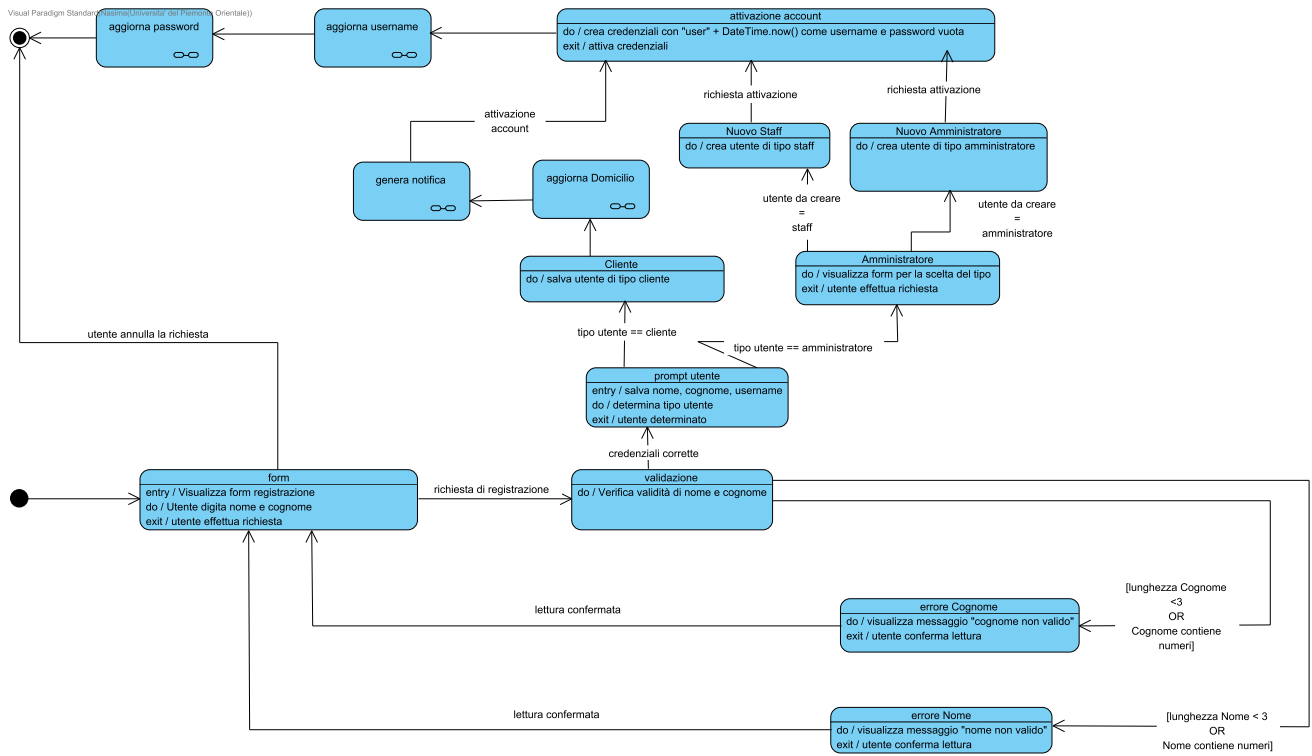 Visual Paradigm Standard(Nasima(Universita' del Piemonte Orientale))
aggiorna password
aggiorna username
attivazione account
do / crea credenziali con "user" + DateTime.now() come username e password vuota
exit / attiva credenziali
attivazione
account
richiesta attivazione
richiesta attivazione
Nuovo Staff
do / crea utente di tipo staff
Nuovo Amministratore
do / crea utente di tipo amministratore
genera notifica
aggiorna Domicilio
utente da creare
=
staff
utente da creare
=
amministratore
Cliente
do / salva utente di tipo cliente
Amministratore
do / visualizza form per la scelta del tipo
exit / utente effettua richiesta
utente annulla la richiesta
tipo utente == cliente
tipo utente == amministratore
prompt utente
entry / salva nome, cognome, username
do / determina tipo utente
exit / utente determinato
credenziali corrette
form
entry / Visualizza form registrazione
do / Utente digita nome e cognome
exit / utente effettua richiesta
richiesta di registrazione
validazione
do / Verifica validità di nome e cognome
[lunghezza Cognome
<3
OR
Cognome contiene
numeri]
errore Cognome
do / visualizza messaggio "cognome non valido"
exit / utente conferma lettura
lettura confermata
lettura confermata
errore Nome
do / visualizza messaggio "nome non valido"
exit / utente conferma lettura
[lunghezza Nome < 3
OR
Nome contiene numeri]